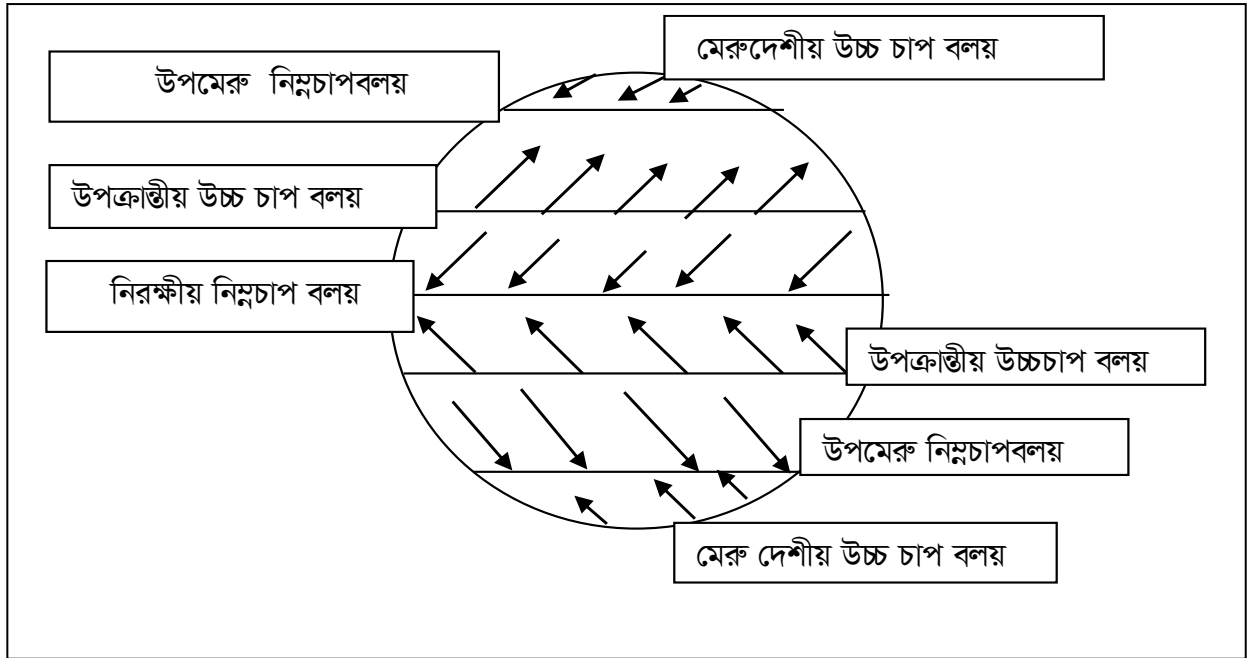 মেরুদেশীয় উচ্চ চাপ বলয়
উপমেরু নিম্নচাপবলয়
উপক্রান্তীয় উচ্চ চাপ বলয়
নিরক্ষীয় নিম্নচাপ বলয়
উপক্রান্তীয় উচ্চচাপ বলয়
উপমেরু নিম্নচাপবলয়
মেরু দেশীয় উচ্চ চাপ বলয়